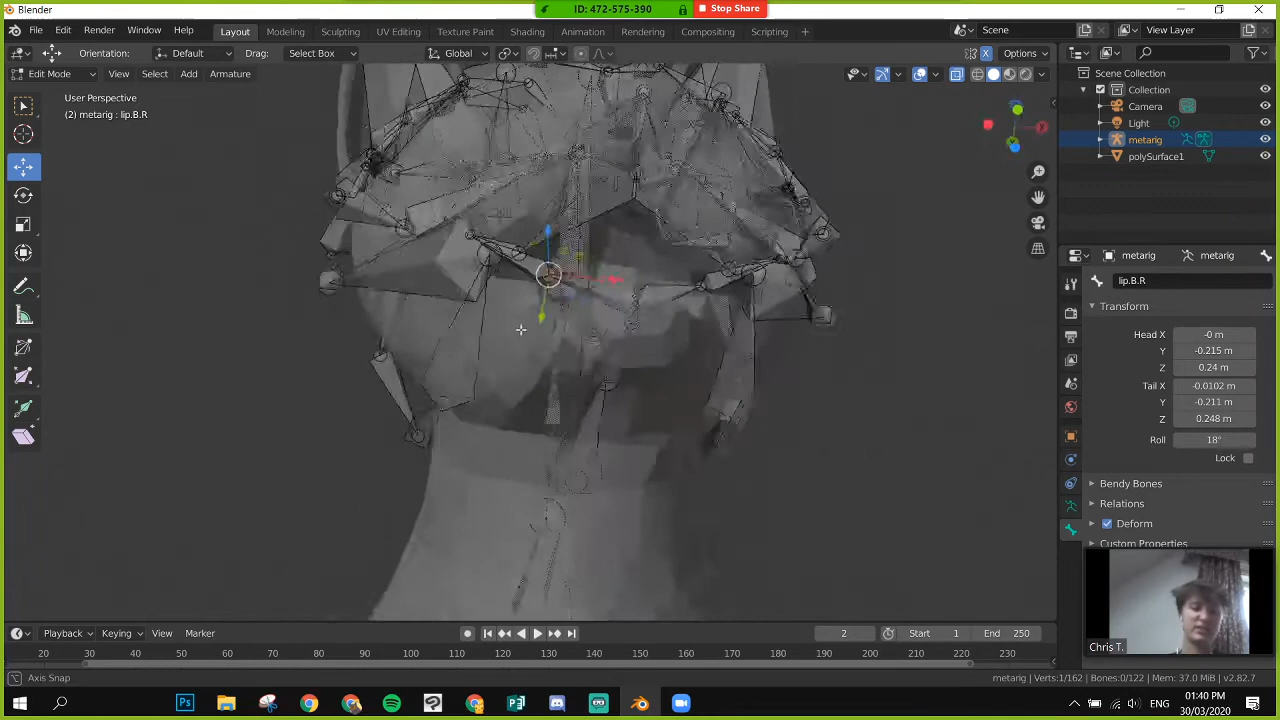 Blender
ID: 472-575-390
Stop Share
File Edit Render Window Help
Layout Modeling Sculpting UV Editing Texture Paint Shading Animation Rendering Compositing Scripting +
Scene
View Layer
Orientation: Default Drag: Select Box
Global
X Options
Edit Mode View Select Add Armature
User Perspective
(2) metarig : lip.B.R
Scene Collection
Collection
Camera
Light
metarig
polySurface1
metarig metarig
lip.B.R
Transform
Head X -0 m
Y -0.215 m
Z 0.24 m
Tail X -0.0102 m
Y -0.211 m
Z 0.248 m
Roll 18°
Lock
Bendy Bones
Relations
Deform
Custom Properties
Chris T.
Playback Keying View Marker
2 Start 1 End 250
20 30 40 50 60 70 80 90 100 110 120 130 140 150 160 170 180 190 200 210 220 230
Axis Snap
metarig | Verts:1/162 | Bones:0/122 | Mem: 37.0 MiB | v2.82.7
Ps
ENG
01:40 PM
30/03/2020